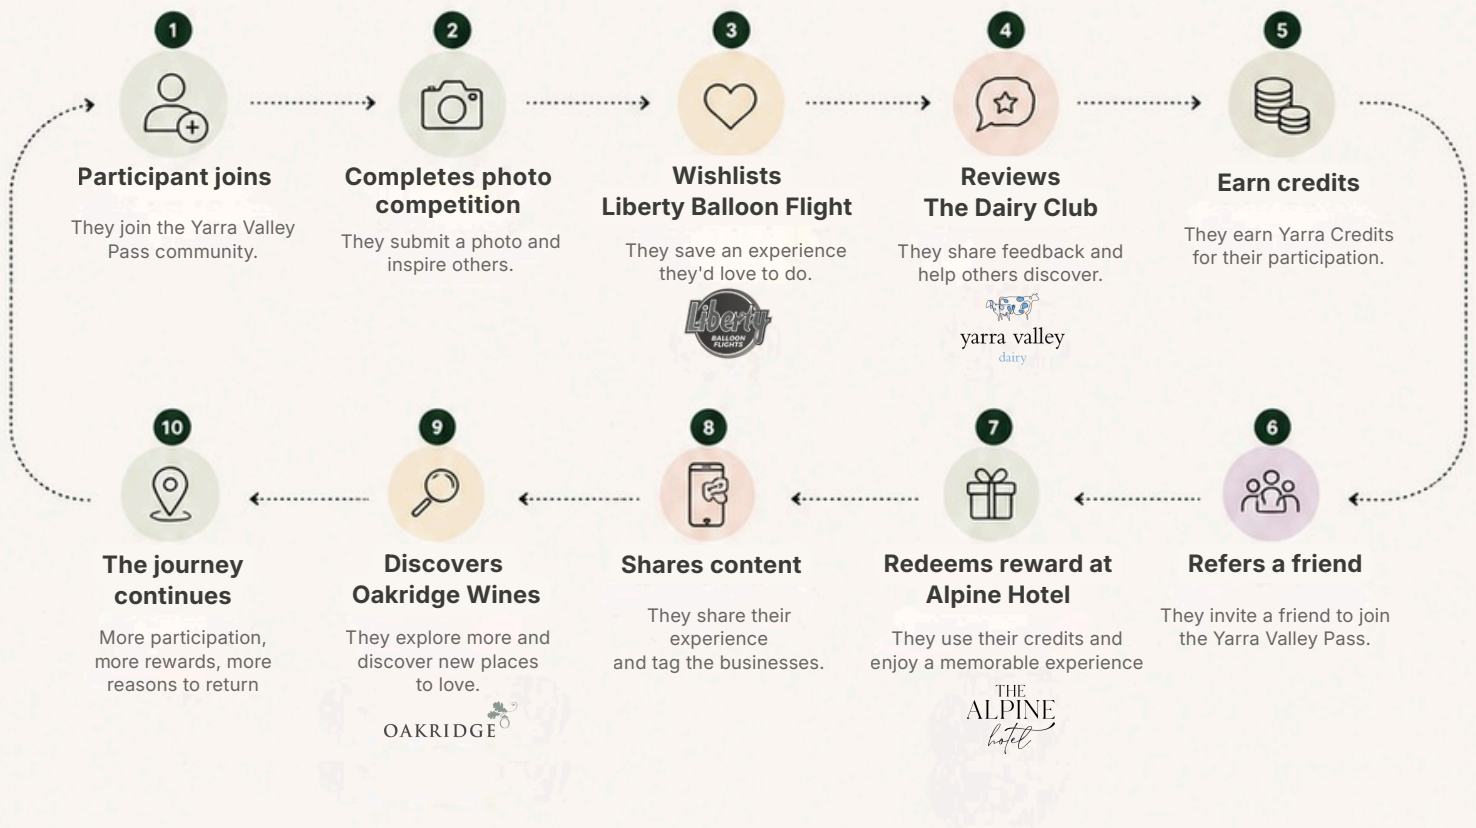 1
Participant joins
They join the Yarra Valley
Pass community.
2
Completes photo
competition
They submit a photo and
inspire others.
3
Wishlists
Liberty Balloon Flight
They save an experience
they'd love to do.
Liberty
BALLOON
FLIGHTS
4
Reviews
The Dairy Club
They share feedback and
help others discover.
yarra valley
dairy
5
Earn credits
They earn Yarra Credits
for their participation.
10
The journey
continues
More participation,
more rewards, more
reasons to return
9
Discovers
Oakridge Wines
They explore more and
discover new places
to love.
OAKRIDGE
8
Shares content
They share their
experience
and tag the businesses.
7
Redeems reward at
Alpine Hotel
They use their credits and
enjoy a memorable experience
THE
ALPINE
hotel
6
Refers a friend
They invite a friend to join
the Yarra Valley Pass.